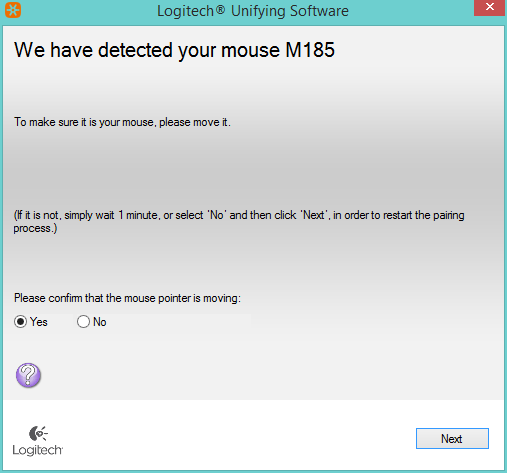 Logitech® Unifying Software
We have detected your mouse M185
To make sure it is your mouse, please move it.
(If it is not, simply wait 1 minute, or select 'No' and then click 'Next', in order to restart the pairing
process.)
Please confirm that the mouse pointer is moving:
Yes No
?
Logitech
Next